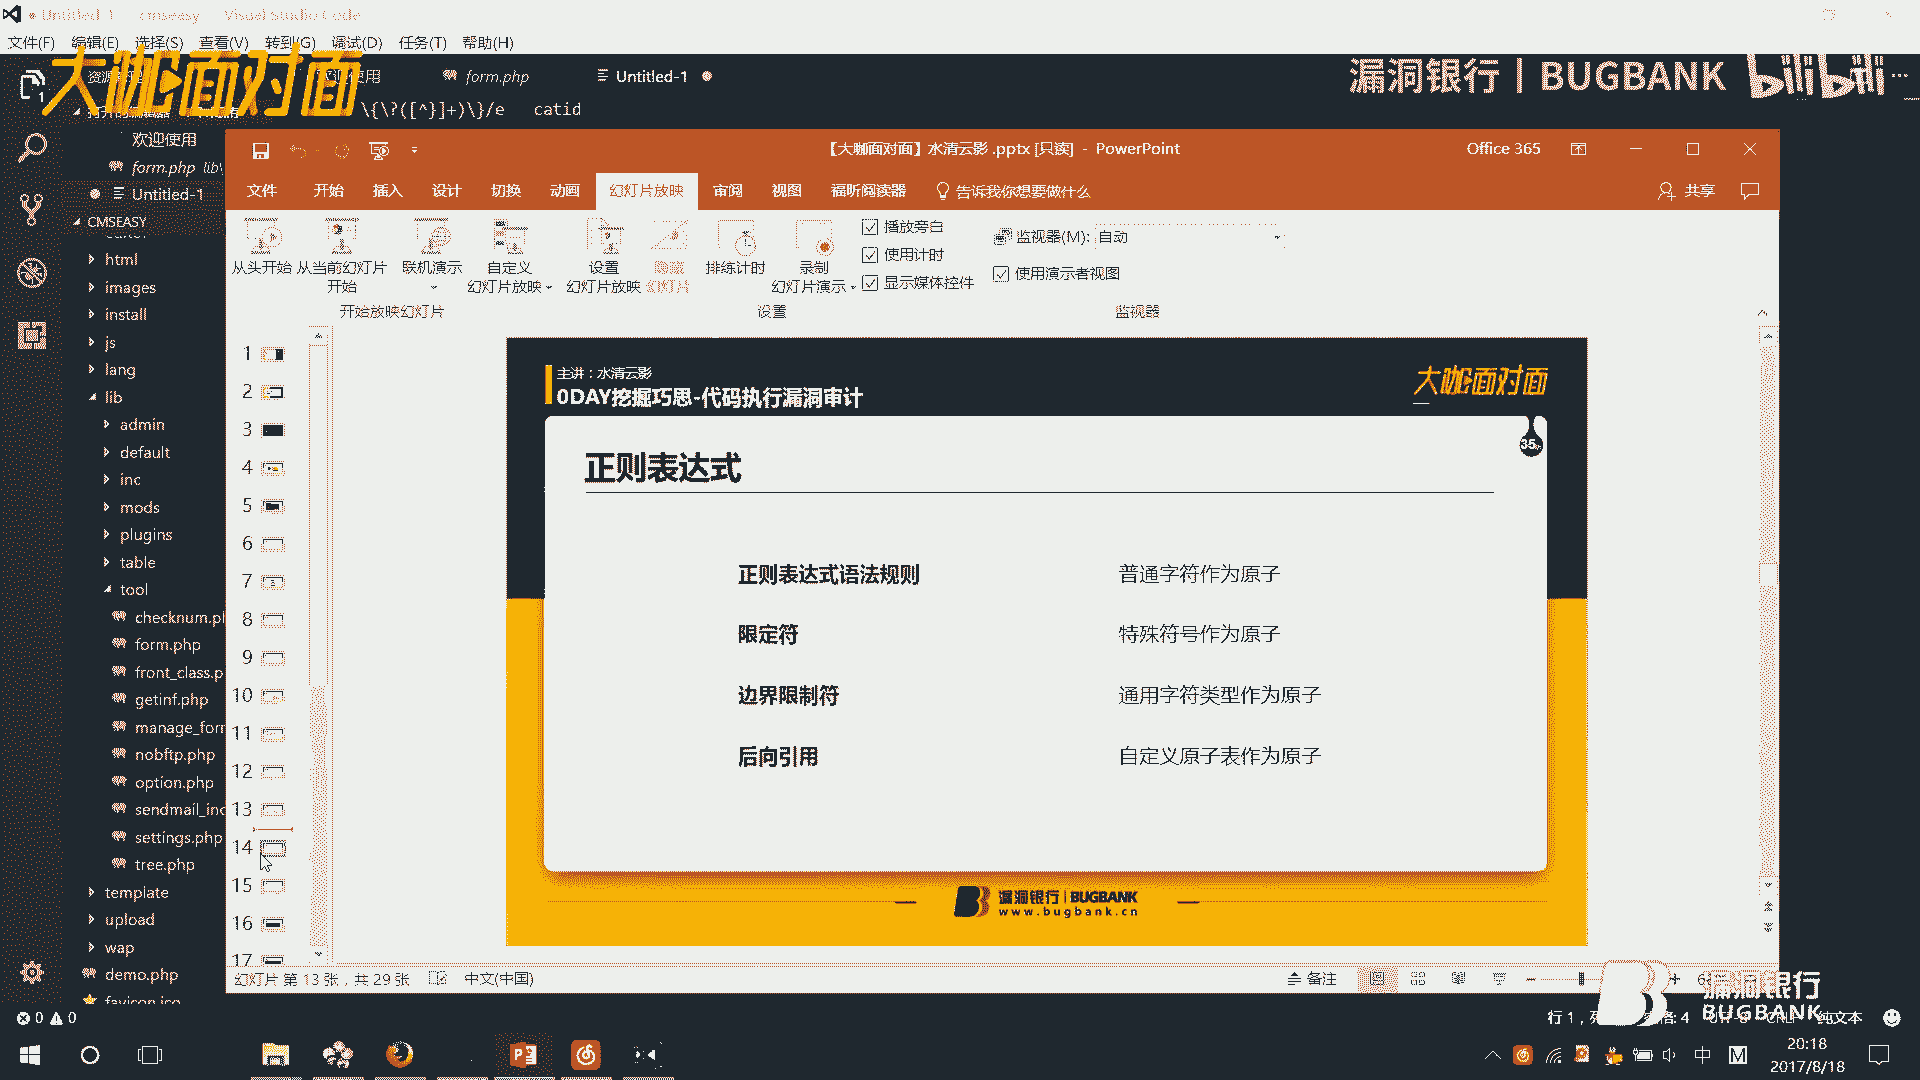 Untitled-1 cmseasy Visual Studio Code
文件(F) 编辑(E) 选择(S) 查看(V) 转到(G) 调试(D) 任务(T) 帮助(H)
大咖面对面
form.php
Untitled-1
漏洞银行 | BUGBANK
bilibili
\{\?([^}]+)\}/e catid
欢迎使用
form.php lib\
Untitled-1
CMSEASY
html
images
install
js
lang
lib
admin
default
inc
mods
plugins
table
tool
checknum.ph
form.php
front_class.p
getinf.php
manage_forr
nobftp.php
option.php
sendmail_inc
settings.php
tree.php
template
upload
wap
demo.php
favicon.ico
【大咖面对面】水清云影 .pptx [只读] - PowerPoint
Office 365
文件 开始 插入 设计 切换 动画 幻灯片放映 审阅 视图 福昕阅读器 告诉我你想要做什么
共享
从头开始
从当前幻灯片
开始
联机演示
自定义
幻灯片放映
开始放映幻灯片
设置
幻灯片放映
隐藏
幻灯片
排练计时
录制
幻灯片演示
设置
播放旁白
使用计时
显示媒体控件
监视器(M): 自动
使用演示者视图
监视器
1
2
3
4
5
6
7
8
9
10
11
12
13
14
15
16
17
主讲：水清云影
0DAY挖掘巧思-代码执行漏洞审计
大咖面对面
35
正则表达式
正则表达式语法规则 普通字符作为原子
限定符 特殊符号作为原子
边界限制符 通用字符类型作为原子
后向引用 自定义原子表作为原子
漏洞银行 | BUGBANK
www.bugbank.cn
幻灯片 第 13 张，共 29 张 中文(中国)
备注
漏洞银行
BUGBANK
0 0
行 1，
4 UTF-8 CRLF 纯文本
中 M
20:18
2017/8/18